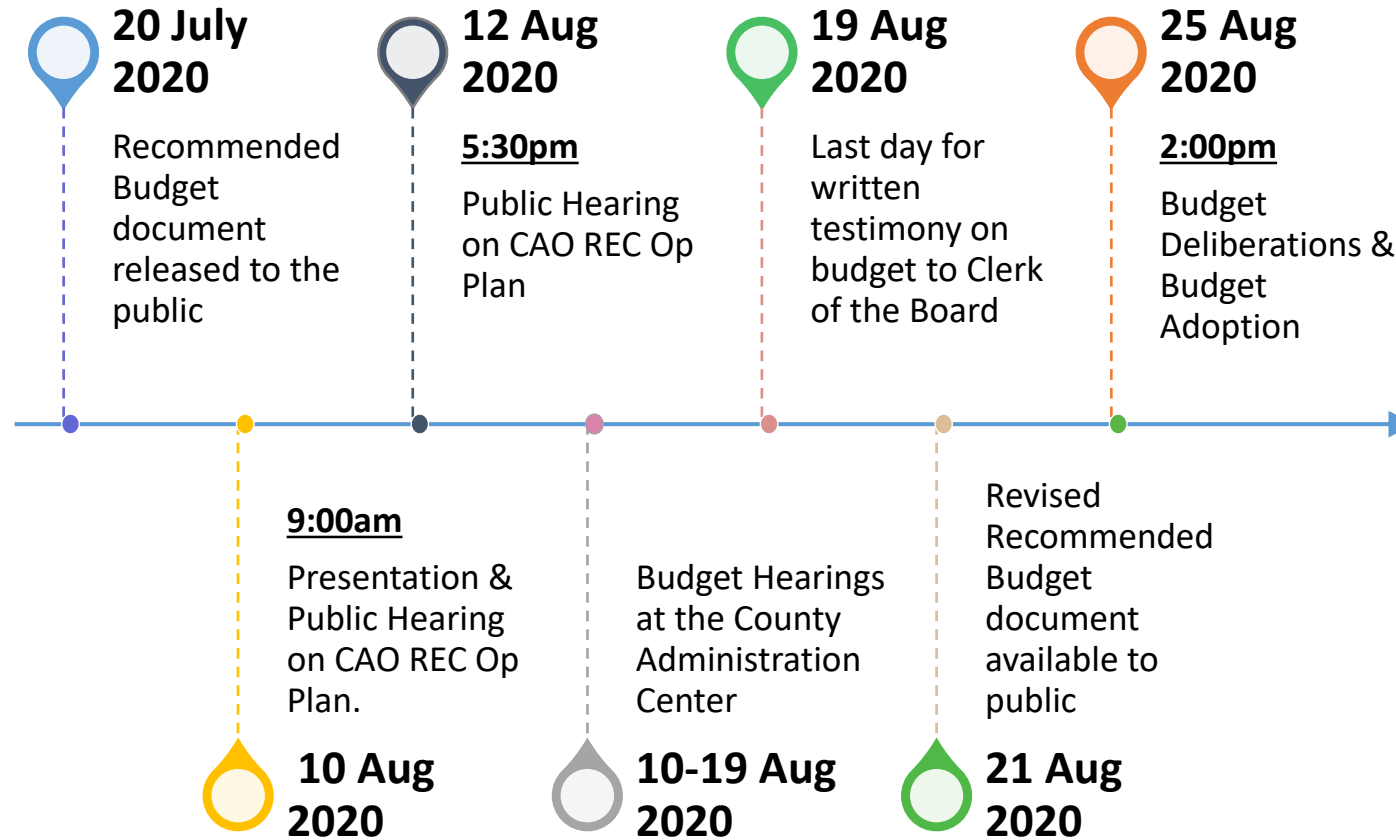 20 July
2020
Recommended
Budget
document
released to the
public
12 Aug
2020
5:30pm
Public Hearing
on CAO REC Op
Plan
19 Aug
2020
Last day for
written
testimony on
budget to Clerk
of the Board
25 Aug
2020
2:00pm
Budget
Deliberations &
Budget
Adoption
9:00am
Presentation &
Public Hearing
on CAO REC Op
Plan.
10 Aug
2020
Budget Hearings
at the County
Administration
Center
10-19 Aug
2020
Revised
Recommended
Budget
document
available to
public
21 Aug
2020